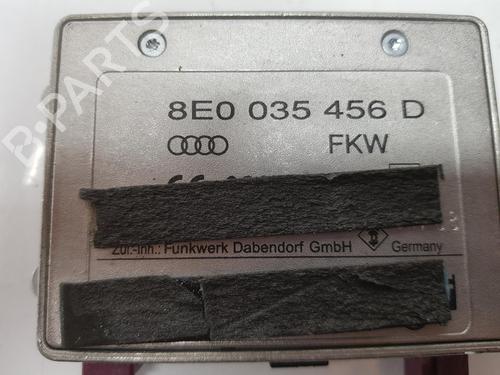 8E0 035 456 D
FKW
Zul.-Inh.: Funkwerk Dabendorf GmbH Germany
B-PARTS